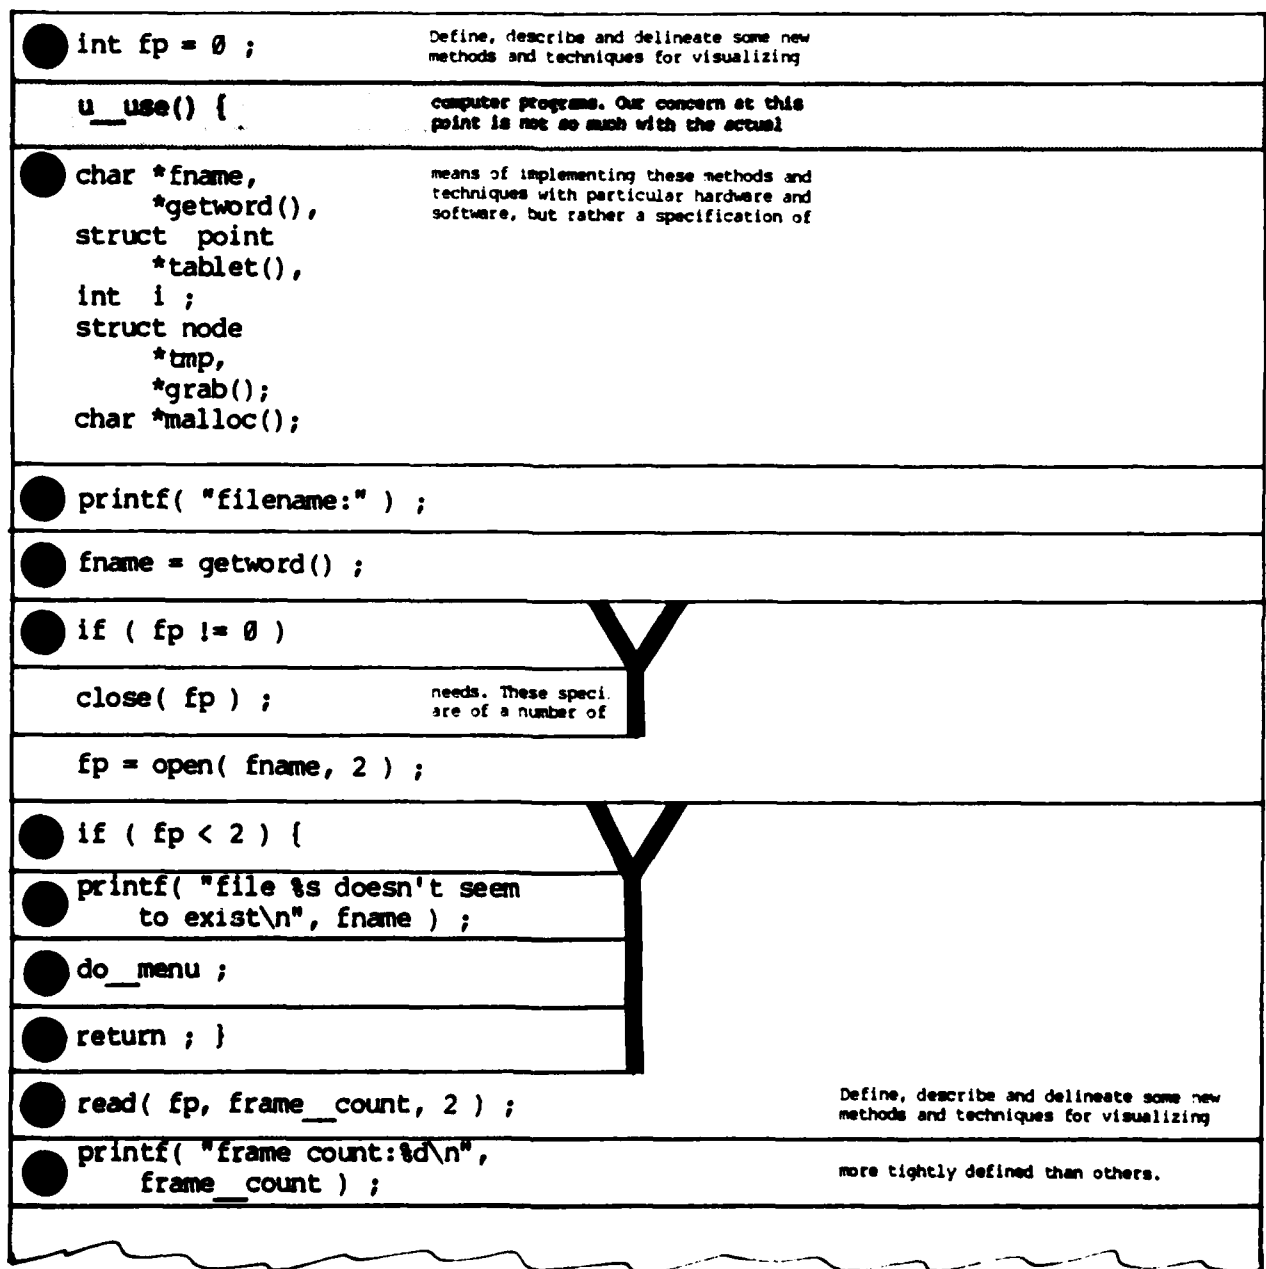 int fp = 0 ;
Define, describe and delineate some new
methods and techniques for visualizing
u__use() {
computer programs. Our concern at this
point is not so much with the actual
char *fname,
*getword(),
struct point
*tablet(),
int i ;
struct node
*tmp,
*grab();
char *malloc();
means of implementing these methods and
techniques with particular hardware and
software, but rather a specification of
printf( "filename:" ) ;
fname = getword() ;
if ( fp != 0 )
close( fp ) ;
needs. These speci
are of a number of
fp = open( fname, 2 ) ;
if ( fp < 2 ) {
printf( "file %s doesn't seem
to exist\n", fname ) ;
do__menu ;
return ; }
read( fp, frame__count, 2 ) ;
Define, describe and delineate some new
methods and techniques for visualizing
printf( "frame count:%d\n",
frame__count ) ;
more tightly defined than others.